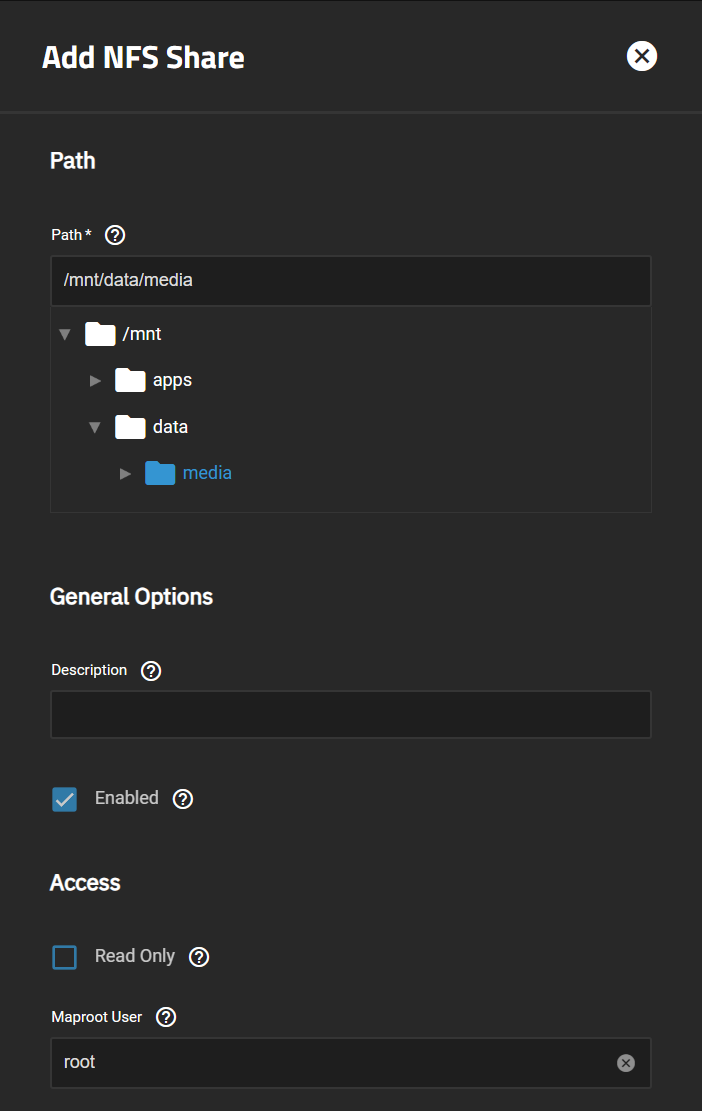 Add NFS Share
Path
Path *
/mnt/data/media
/mnt
apps
data
media
General Options
Description
Enabled
Access
Read Only
Maproot User
root